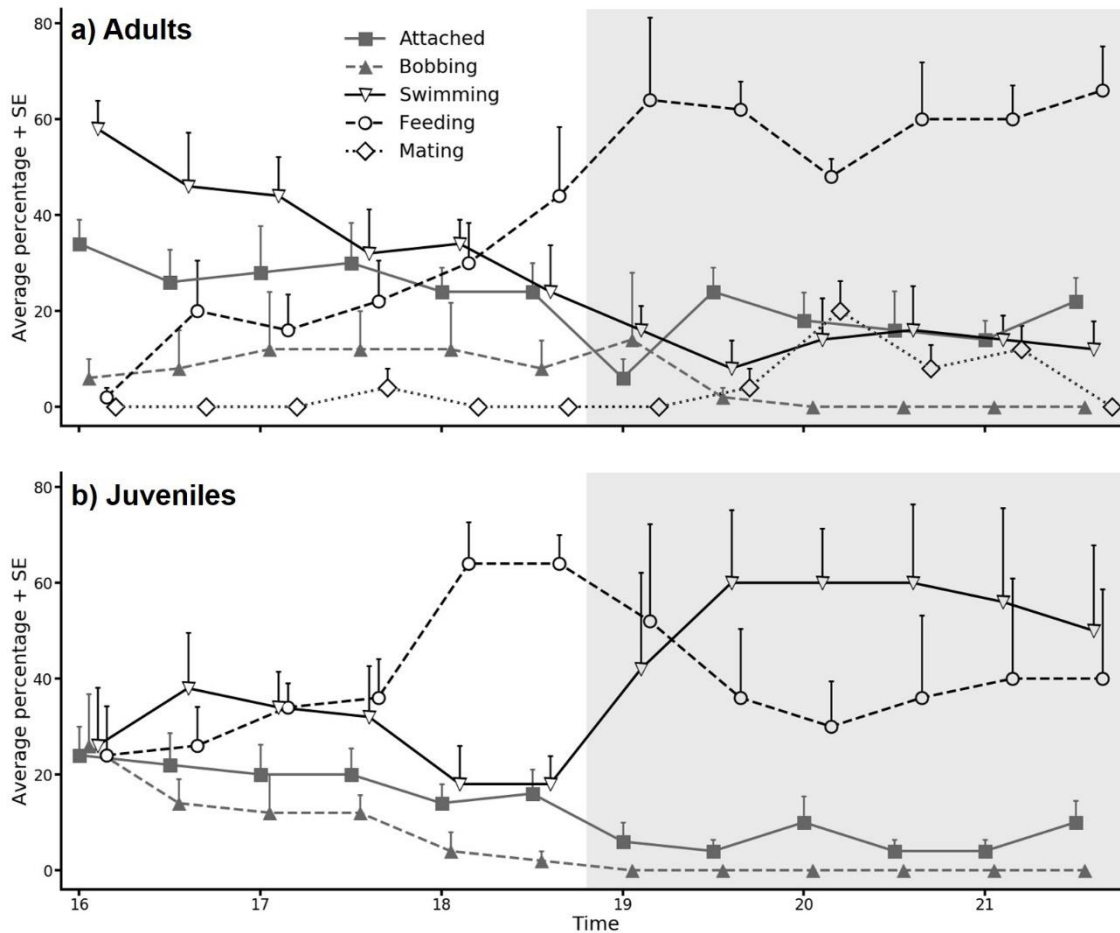 a) Adults
Attached
Bobbing
Swimming
Feeding
Mating
Average percentage + SE
80
60
40
20
0
b) Juveniles
Average percentage + SE
80
60
40
20
0
16 17 18 19 20 21
Time